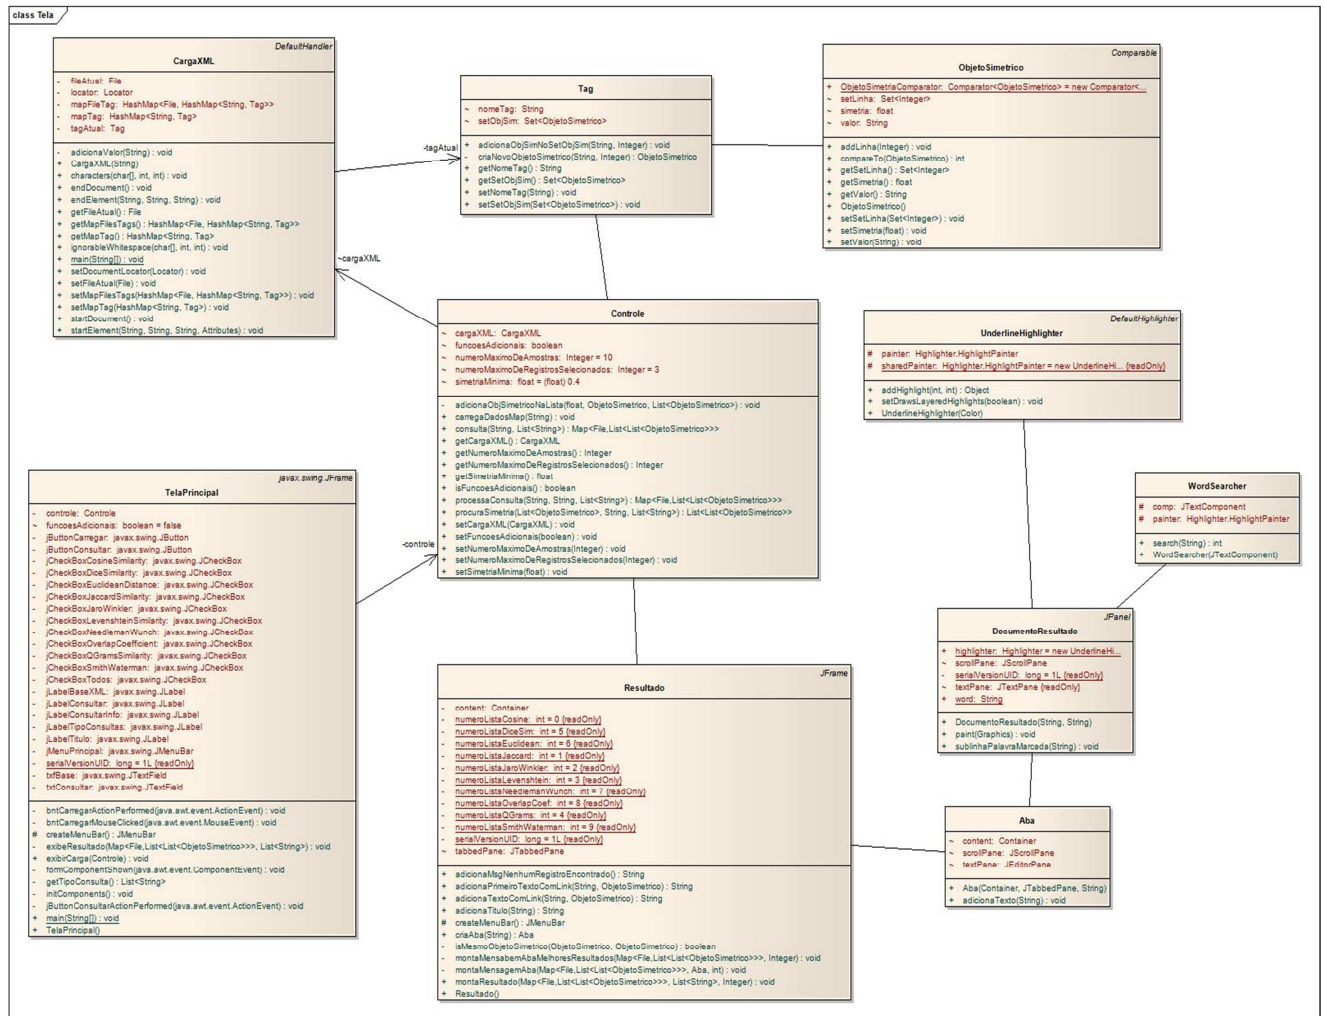 class Tela
DefaultHandler
CargaXML
- fileAtual: File
- locator: Locator
- mapFileTag: HashMap<File, HashMap<String, Tag>>
- mapTag: HashMap<String, Tag>
- tagAtual: Tag
- adicionaValor(String) : void
+ CargaXML(String)
+ characters(char[], int, int) : void
+ endDocument() : void
+ endElement(String, String, String) : void
+ getFileAtual() : File
+ getMapFilesTags() : HashMap<File, HashMap<String, Tag>>
+ getMapTag() : HashMap<String, Tag>
+ ignorableWhitespace(char[], int, int) : void
+ main(String[]) : void
+ setDocumentLocator(Locator) : void
+ setFileAtual(File) : void
+ setMapFilesTags(HashMap<File, HashMap<String, Tag>>) : void
+ setMapTag(HashMap<String, Tag>) : void
+ startDocument() : void
+ startElement(String, String, String, Attributes) : void
-tagAtual
~cargaXML
Tag
~ nomeTag: String
~ setObjSim: Set<ObjetoSimetrico>
+ adicionaObjSimNoSetObjSim(String, Integer) : void
- criaNovoObjetoSimetrico(String, Integer) : ObjetoSimetrico
+ getNomeTag() : String
+ getSetObjSim() : Set<ObjetoSimetrico>
+ setNomeTag(String) : void
+ setSetObjSim(Set<ObjetoSimetrico>) : void
Comparable
ObjetoSimetrico
+ ObjetoSimetriaComparator: Comparator<ObjetoSimetrico> = new Comparator<...
~ setLinha: Set<Integer>
~ simetria: float
~ valor: String
+ addLinha(Integer) : void
+ compareTo(ObjetoSimetrico) : int
+ getSetLinha() : Set<Integer>
+ getSimetria() : float
+ getValor() : String
+ ObjetoSimetrico()
+ setSetLinha(Set<Integer>) : void
+ setSimetria(float) : void
+ setValor(String) : void
Controle
~ cargaXML: CargaXML
~ funcoesAdicionais: boolean
~ numeroMaximoDeAmostras: Integer = 10
~ numeroMaximoDeRegistrosSelecionados: Integer = 3
~ simetriaMinima: float = (float) 0.4
- adicionaObjSimetricoNaLista(float, ObjetoSimetrico, List<ObjetoSimetrico>) : void
+ carregaDadosMap(String) : void
+ consulta(String, List<String>) : Map<File,List<List<ObjetoSimetrico>>>
+ getCargaXML() : CargaXML
+ getNumeroMaximoDeAmostras() : Integer
+ getNumeroMaximoDeRegistrosSelecionados() : Integer
+ getSimetriaMinima() : float
+ isFuncoesAdicionais() : boolean
+ processaConsulta(String, String, List<String>) : Map<File,List<List<ObjetoSimetrico>>>
+ procuraSimetria(List<ObjetoSimetrico>, String, List<String>) : List<List<ObjetoSimetrico>>
+ setCargaXML(CargaXML) : void
+ setFuncoesAdicionais(boolean) : void
+ setNumeroMaximoDeAmostras(Integer) : void
+ setNumeroMaximoDeRegistrosSelecionados(Integer) : void
+ setSimetriaMinima(float) : void
DefaultHighlighter
UnderlineHighlighter
# painter: Highlighter.HighlightPainter
# sharedPainter: Highlighter.HighlightPainter = new UnderlineHi... {readOnly}
+ addHighlight(int, int) : Object
+ setDrawsLayeredHighlights(boolean) : void
+ UnderlineHighlighter(Color)
WordSearcher
# comp: JTextComponent
# painter: Highlighter.HighlightPainter
+ search(String) : int
+ WordSearcher(JTextComponent)
javax.swing.JFrame
TelaPrincipal
- controle: Controle
~ funcoesAdicionais: boolean = false
- jButtonCarregar: javax.swing.JButton
- jButtonConsultar: javax.swing.JButton
- jCheckBoxCosineSimilarity: javax.swing.JCheckBox
- jCheckBoxDiceSimilarity: javax.swing.JCheckBox
- jCheckBoxEuclideanDistance: javax.swing.JCheckBox
- jCheckBoxJaccardSimilarity: javax.swing.JCheckBox
- jCheckBoxJaroWinkler: javax.swing.JCheckBox
- jCheckBoxLevenshteinSimilarity: javax.swing.JCheckBox
- jCheckBoxNeedlemanWunch: javax.swing.JCheckBox
- jCheckBoxOverlapCoefficient: javax.swing.JCheckBox
- jCheckBoxQGramsSimilarity: javax.swing.JCheckBox
- jCheckBoxSmithWaterman: javax.swing.JCheckBox
- jCheckBoxTodos: javax.swing.JCheckBox
- jLabelBaseXML: javax.swing.JLabel
- jLabelConsultar: javax.swing.JLabel
- jLabelConsultarInfo: javax.swing.JLabel
- jLabelTipoConsultas: javax.swing.JLabel
- jLabelTitulo: javax.swing.JLabel
- jMenuPrincipal: javax.swing.JMenuBar
- serialVersionUID: long = 1L {readOnly}
- txfBase: javax.swing.JTextField
- txtConsultar: javax.swing.JTextField
- bntCarregarActionPerformed(java.awt.event.ActionEvent) : void
- bntCarregarMouseClicked(java.awt.event.MouseEvent) : void
# createMenuBar() : JMenuBar
- exibeResultado(Map<File,List<List<ObjetoSimetrico>>>, List<String>) : void
+ exibirCarga(Controle) : void
- formComponentShown(java.awt.event.ComponentEvent) : void
- getTipoConsulta() : List<String>
- initComponents() : void
- jButtonConsultarActionPerformed(java.awt.event.ActionEvent) : void
+ main(String[]) : void
+ TelaPrincipal()
-controle
JFrame
Resultado
- content: Container
- numeroListaCosine: int = 0 {readOnly}
- numeroListaDiceSim: int = 5 {readOnly}
- numeroListaEuclidean: int = 6 {readOnly}
- numeroListaJaccard: int = 1 {readOnly}
- numeroListaJaroWinkler: int = 2 {readOnly}
- numeroListaLevenshtein: int = 3 {readOnly}
- numeroListaNeedlemanWunch: int = 7 {readOnly}
- numeroListaOverlapCoef: int = 8 {readOnly}
- numeroListaQGrams: int = 4 {readOnly}
- numeroListaSmithWaterman: int = 9 {readOnly}
- serialVersionUID: long = 1L {readOnly}
~ tabbedPane: JTabbedPane
+ adicionaMsgNenhumRegistroEncontrado() : String
+ adicionaPrimeiroTextoComLink(String, ObjetoSimetrico) : String
+ adicionaTextoComLink(String, ObjetoSimetrico) : String
+ adicionaTitulo(String) : String
# createMenuBar() : JMenuBar
+ criaAba(String) : Aba
- isMesmoObjetoSimetrico(ObjetoSimetrico, ObjetoSimetrico) : boolean
- montaMensabemAbaMelhoresResultados(Map<File,List<List<ObjetoSimetrico>>>, Integer) : void
- montaMensagemAba(Map<File,List<List<ObjetoSimetrico>>>, Aba, int) : void
+ montaResultado(Map<File,List<List<ObjetoSimetrico>>>, List<String>, Integer) : void
+ Resultado()
JPanel
DocumentoResultado
+ highlighter: Highlighter = new UnderlineHi...
~ scrollPane: JScrollPane
- serialVersionUID: long = 1L {readOnly}
~ textPane: JTextPane {readOnly}
+ word: String
+ DocumentoResultado(String, String)
+ paint(Graphics) : void
+ sublinhaPalavraMarcada(String) : void
Aba
~ content: Container
~ scrollPane: JScrollPane
~ textPane: JEditorPane
+ Aba(Container, JTabbedPane, String)
+ adicionaTexto(String) : void